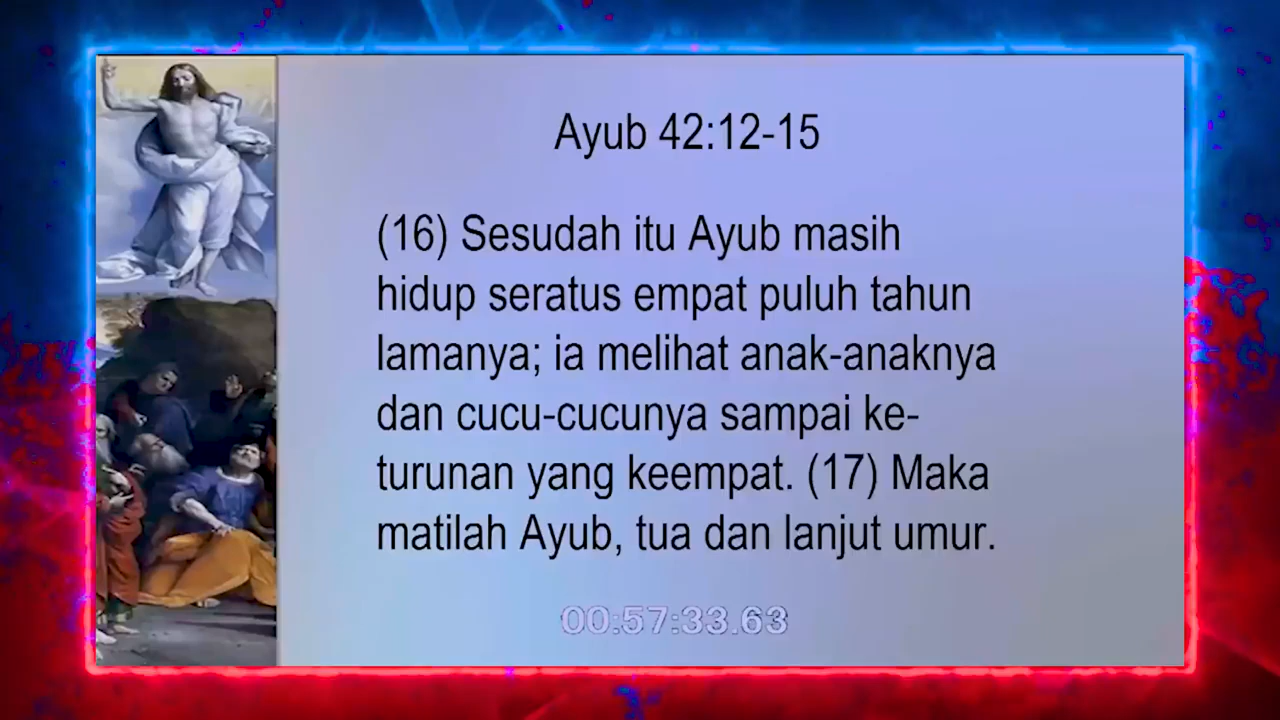 Ayub 42:12-15
(16) Sesudah itu Ayub masih
hidup seratus empat puluh tahun
lamanya; ia melihat anak-anaknya
dan cucu-cucunya sampai ke-
turunan yang keempat. (17) Maka
matilah Ayub, tua dan lanjut umur.
00:57:33.63